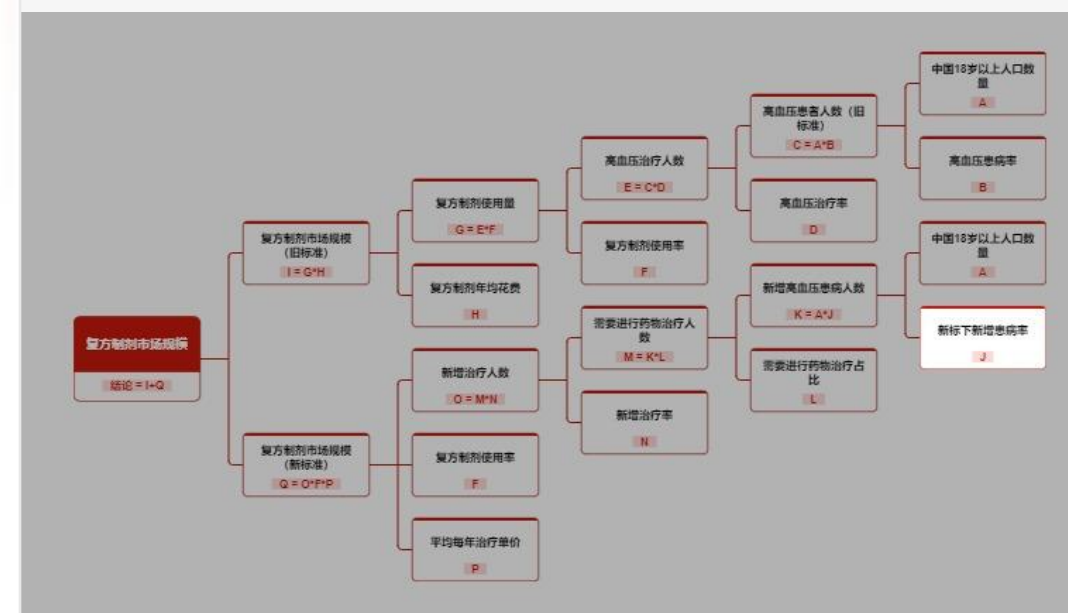 中国18岁以上人口数
量
A
高血压患者人数（旧
标准）
C = A*B
高血压治疗人数
E = C*D
高血压患病率
B
复方制剂使用量
G = E*F
高血压治疗率
D
复方制剂市场规模
（旧标准）
I = G*H
复方制剂使用率
F
中国18岁以上人口数
量
A
复方制剂年均花费
H
新增高血压患病人数
K = A*J
复方制剂市场规模
结论 = I+Q
需要进行药物治疗人
数
M = K*L
新标下新增患病率
J
新增治疗人数
O = M*N
需要进行药物治疗占
比
L
新增治疗率
N
复方制剂市场规模
（新标准）
Q = O*F*P
复方制剂使用率
F
平均每年治疗单价
P